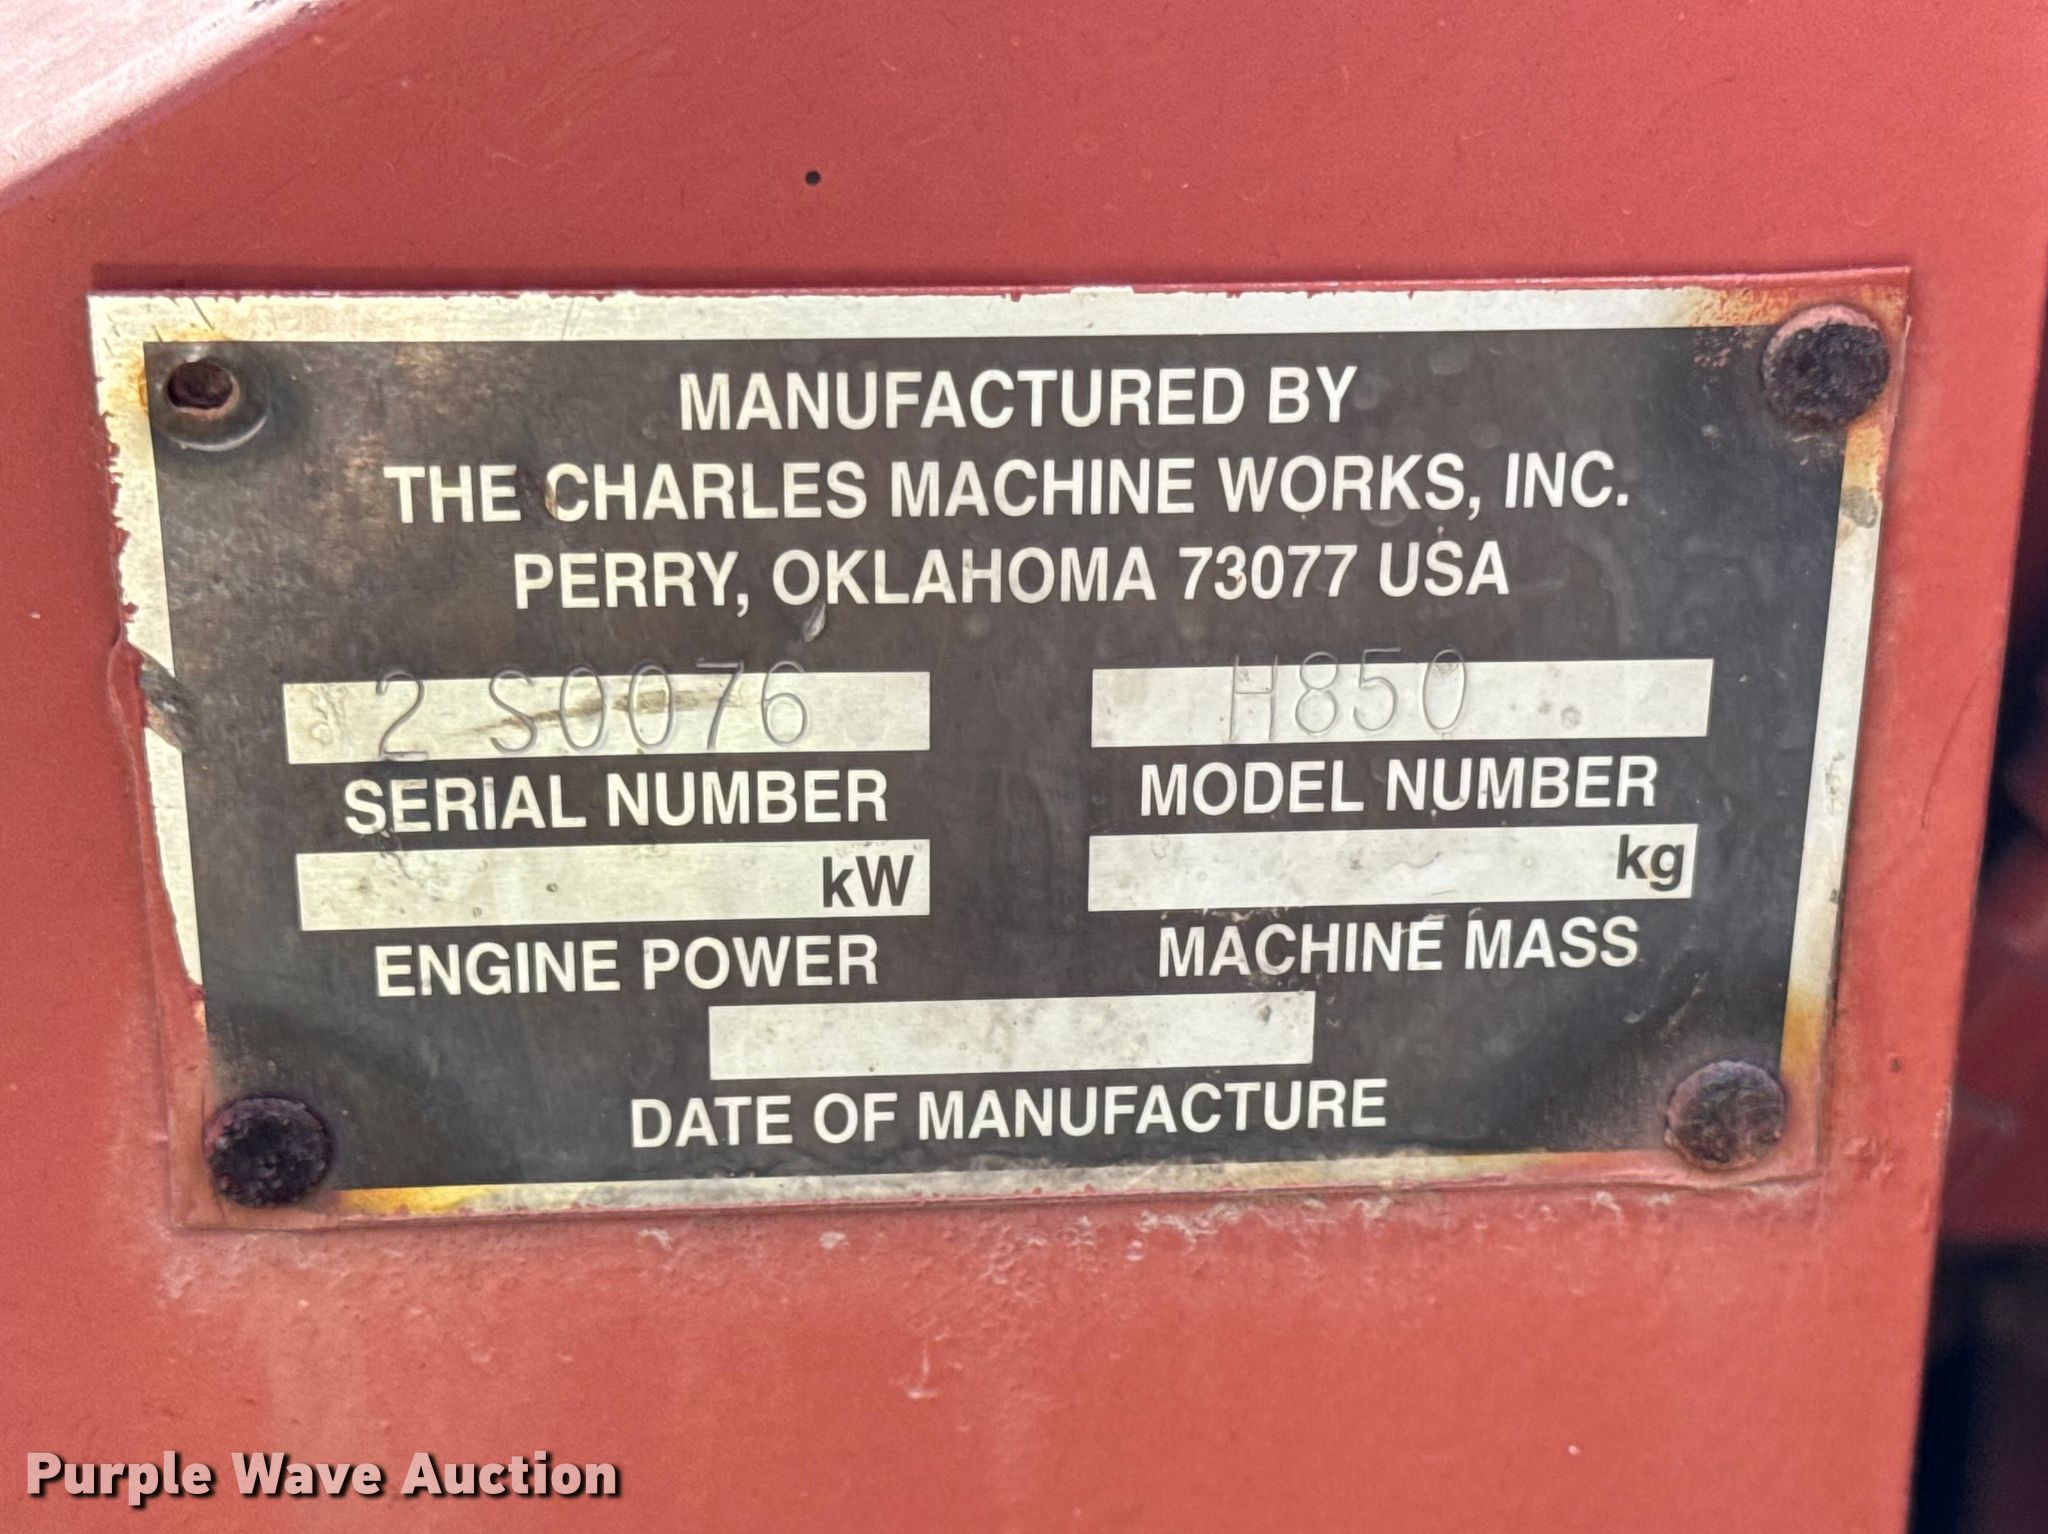 MANUFACTURED BY
THE CHARLES MACHINE WORKS, INC.
PERRY, OKLAHOMA 73077 USA
2 S0076 H850
SERIAL NUMBER MODEL NUMBER
kW kg
ENGINE POWER MACHINE MASS
DATE OF MANUFACTURE
Purple Wave Auction